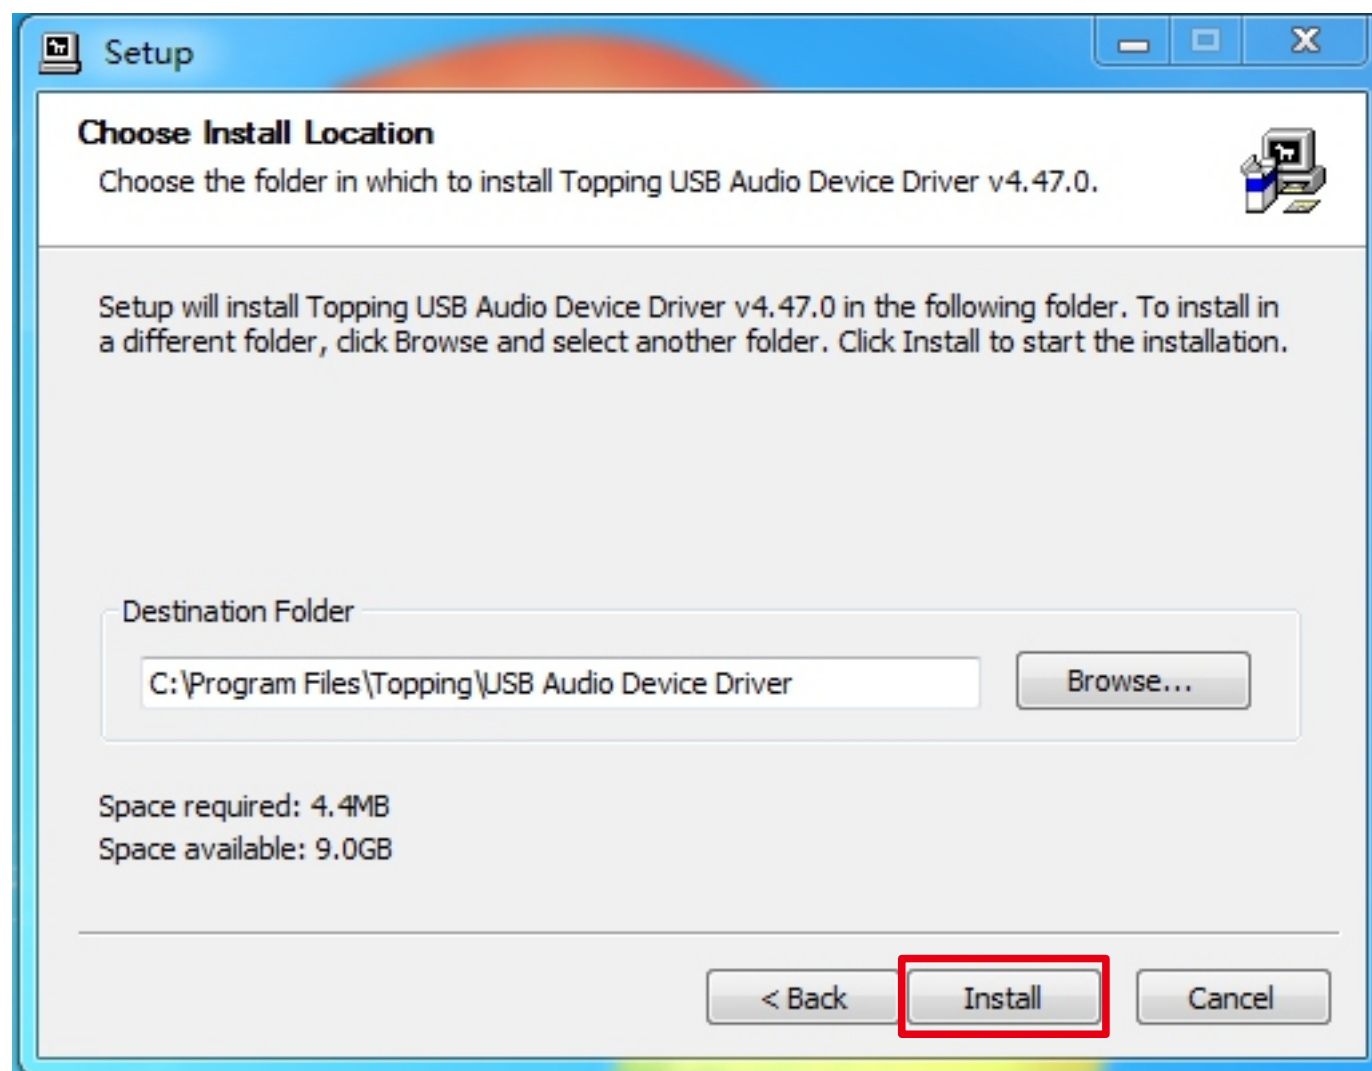 Setup
Choose Install Location
Choose the folder in which to install Topping USB Audio Device Driver v4.47.0.
Setup will install Topping USB Audio Device Driver v4.47.0 in the following folder. To install in
a different folder, click Browse and select another folder. Click Install to start the installation.
Destination Folder
C:\Program Files\Topping\USB Audio Device Driver
Browse...
Space required: 4.4MB
Space available: 9.0GB
< Back
Install
Cancel